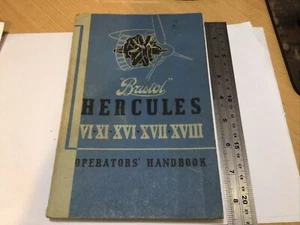 "Bristol"
HERCULES
VI·XI·XVI·XVII·XVIII
OPERATORS' HANDBOOK